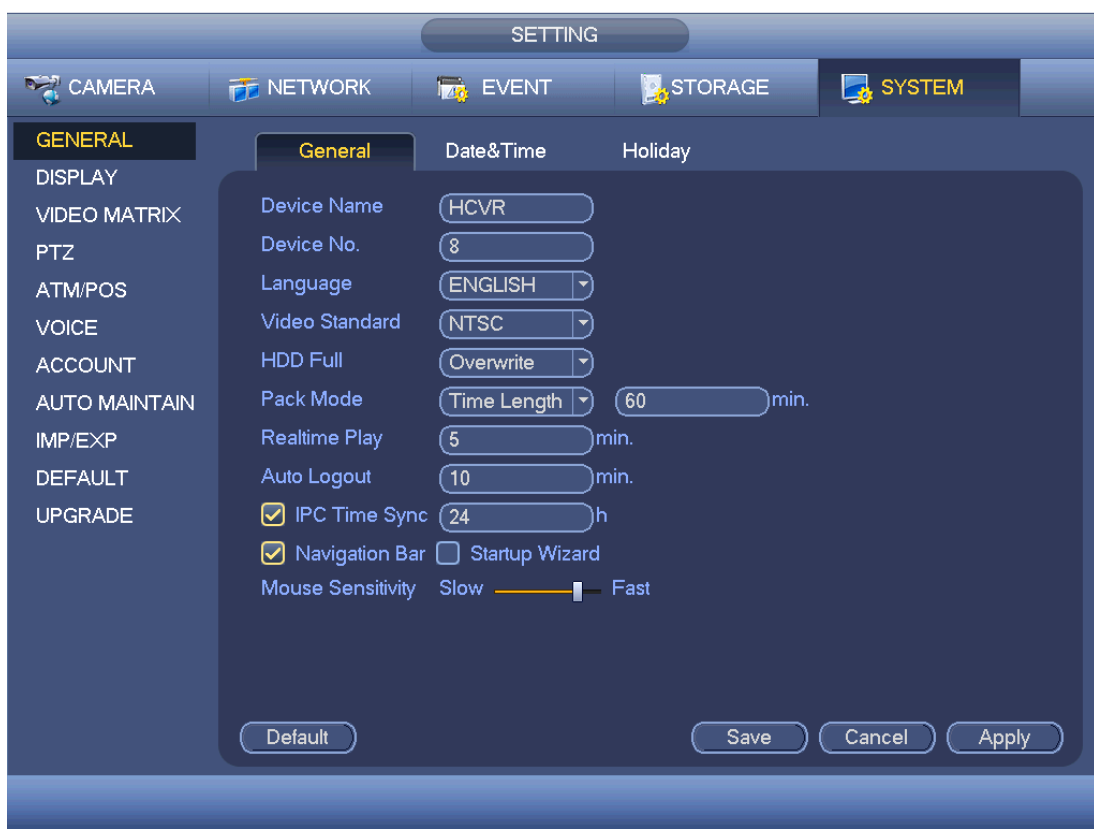 SETTING
CAMERA NETWORK EVENT STORAGE SYSTEM
GENERAL
DISPLAY
VIDEO MATRIX
PTZ
ATM/POS
VOICE
ACCOUNT
AUTO MAINTAIN
IMP/EXP
DEFAULT
UPGRADE
General Date&Time Holiday
Device Name HCVR
Device No. 8
Language ENGLISH
Video Standard NTSC
HDD Full Overwrite
Pack Mode Time Length 60 min.
Realtime Play 5 min.
Auto Logout 10 min.
IPC Time Sync 24 h
Navigation Bar Startup Wizard
Mouse Sensitivity Slow Fast
Default Save Cancel Apply